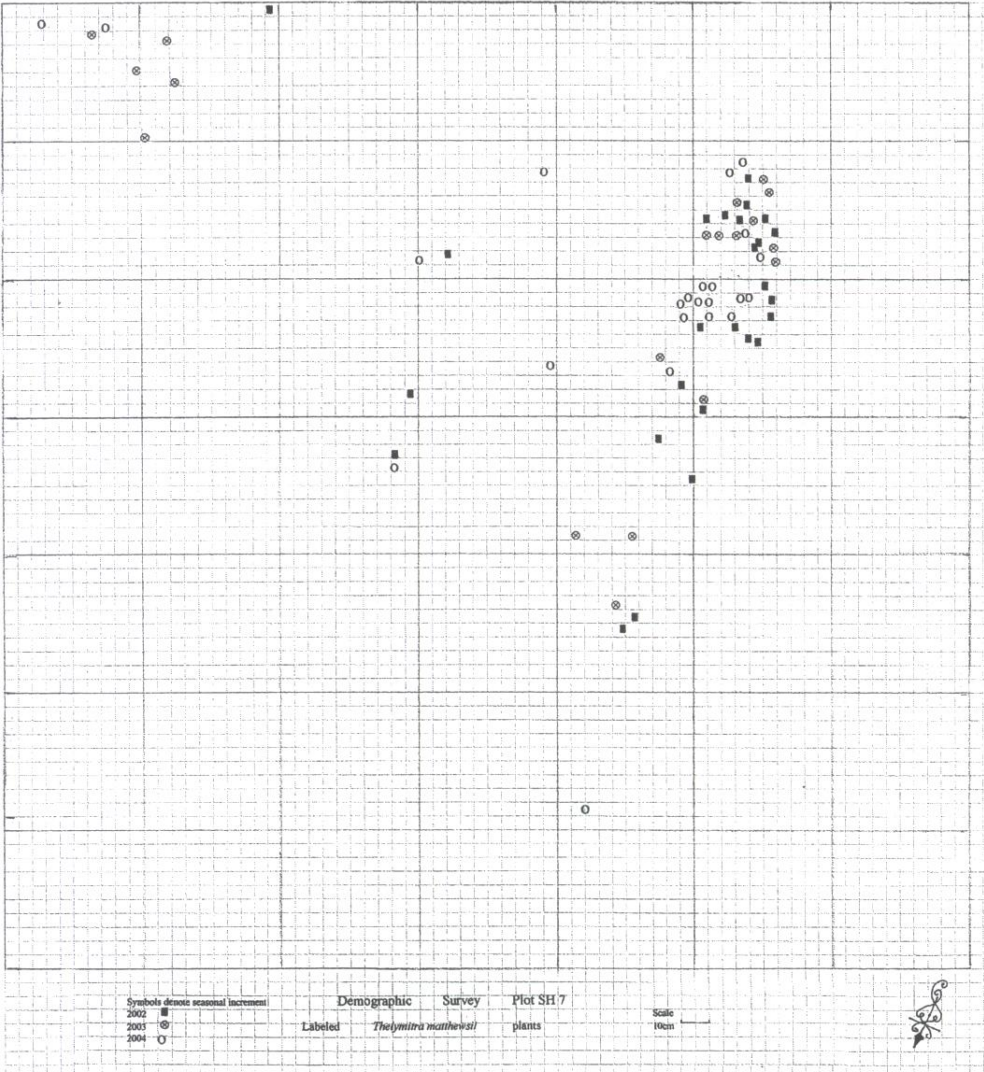 Symbols denote seasonal increment
2002
2003
2004
Demographic Survey Plot SH 7
Labeled Thelymitra matthewsii plants
Scale
10cm